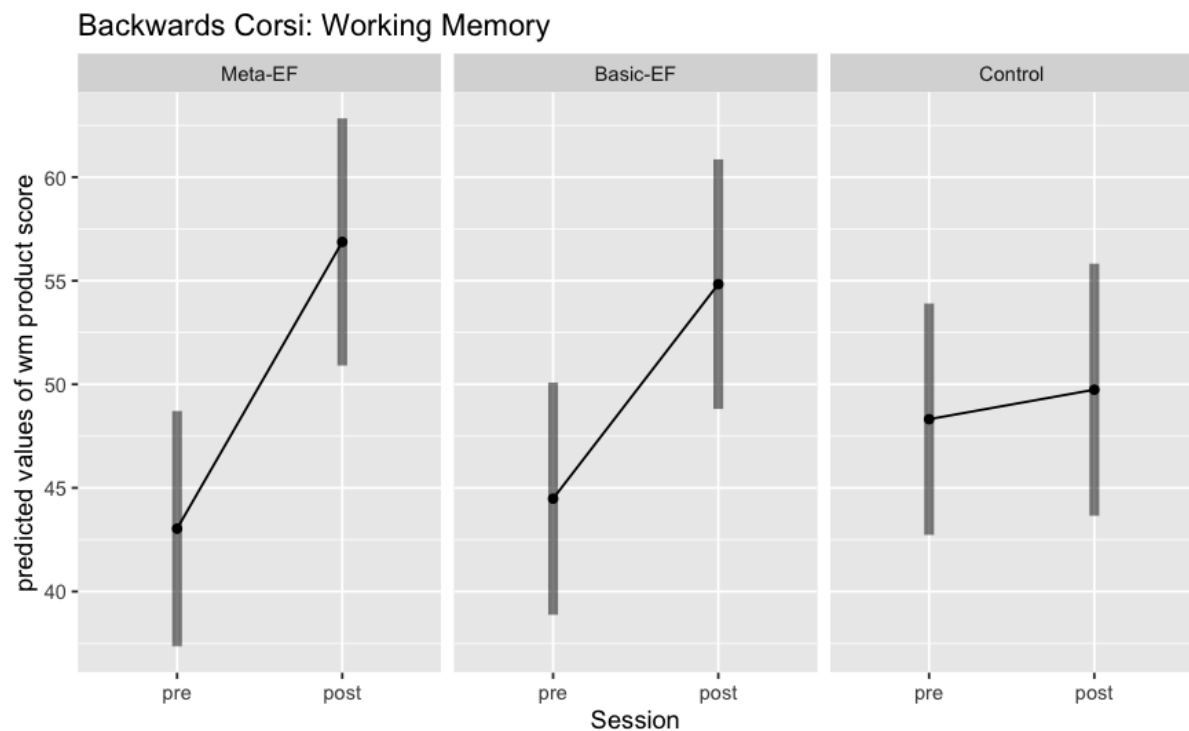 Backwards Corsi: Working Memory
Meta-EF
Basic-EF
Control
predicted values of wm product score
60
55
50
45
40
pre
post
pre
post
pre
post
Session